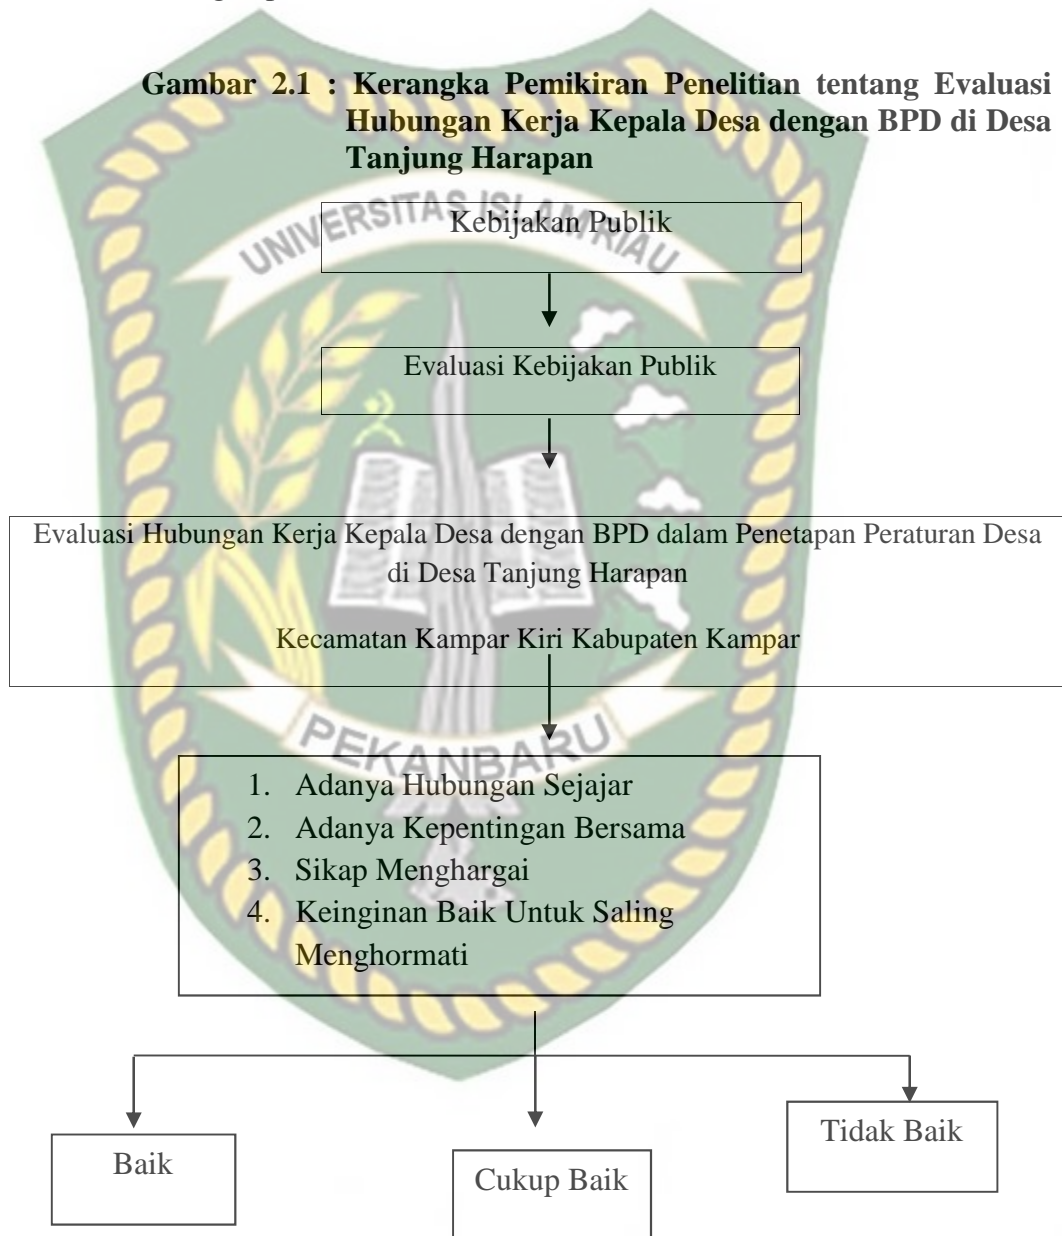 Gambar 2.1 : Kerangka Pemikiran Penelitian tentang Evaluasi
Hubungan Kerja Kepala Desa dengan BPD di Desa
Tanjung Harapan
UNIVERSITAS ISLAM RIAU
Kebijakan Publik
Evaluasi Kebijakan Publik
Evaluasi Hubungan Kerja Kepala Desa dengan BPD dalam Penetapan Peraturan Desa
di Desa Tanjung Harapan
Kecamatan Kampar Kiri Kabupaten Kampar
PEKANBARU
1. Adanya Hubungan Sejajar
2. Adanya Kepentingan Bersama
3. Sikap Menghargai
4. Keinginan Baik Untuk Saling
Menghormati
Baik
Cukup Baik
Tidak Baik